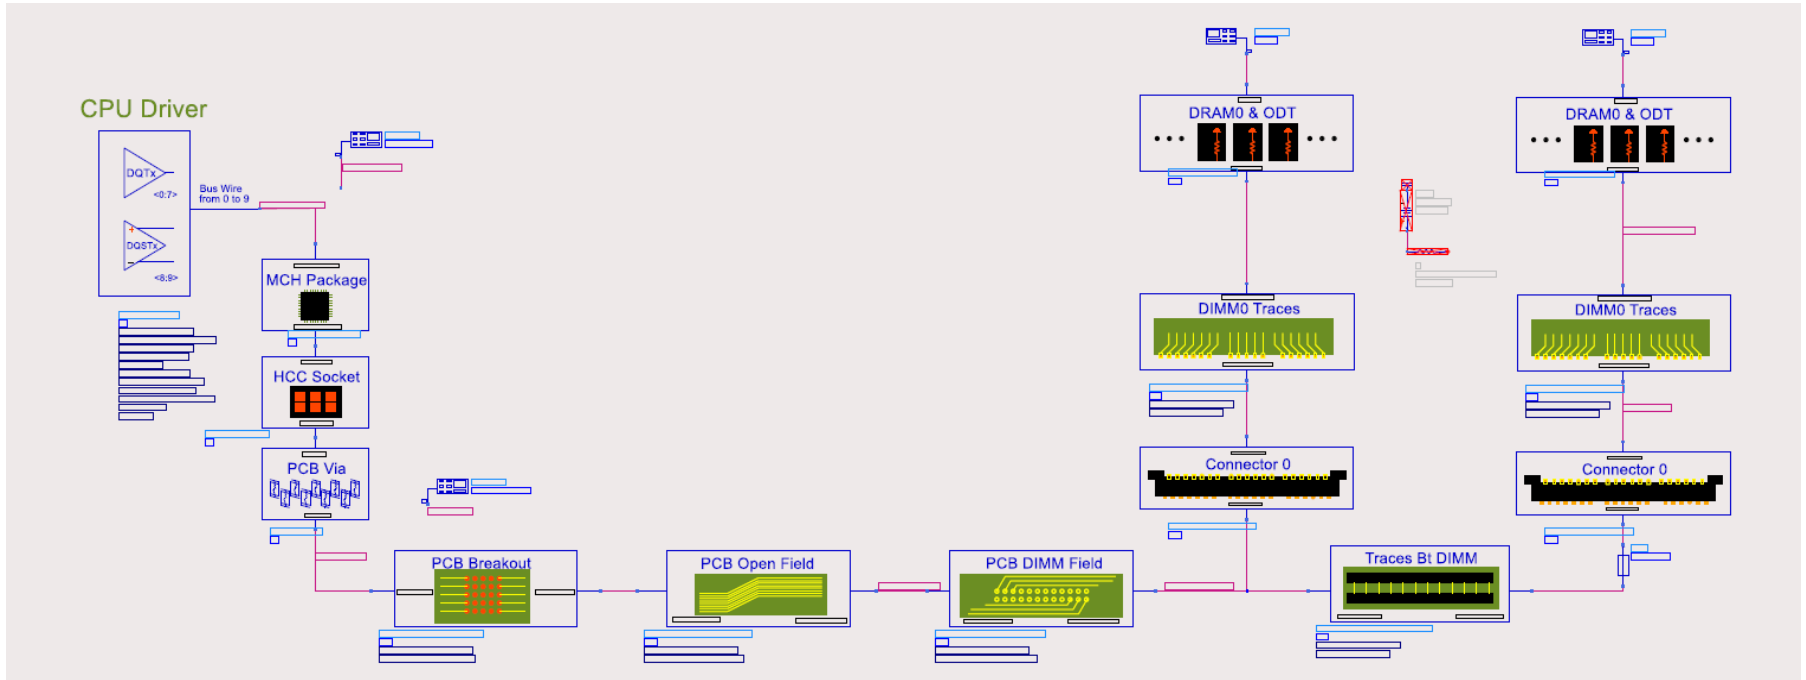 CPU Driver
DQTx
<0:7>
Bus Wire
from 0 to 9
DQSTx
<8:9>
MCH Package
HCC Socket
PCB Via
PCB Breakout
PCB Open Field
PCB DIMM Field
DRAM0 & ODT
DIMM0 Traces
Connector 0
Traces Bt DIMM
DRAM0 & ODT
DIMM0 Traces
Connector 0